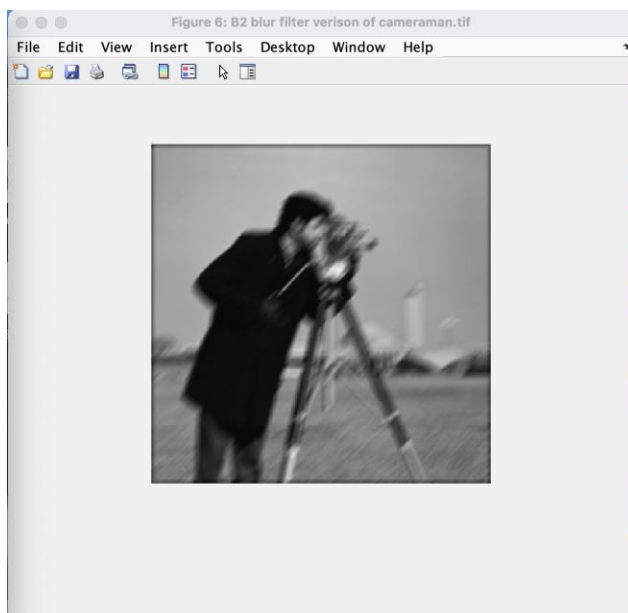 Figure 6: B2 blur filter verison of cameraman.tif
File Edit View Insert Tools Desktop Window Help